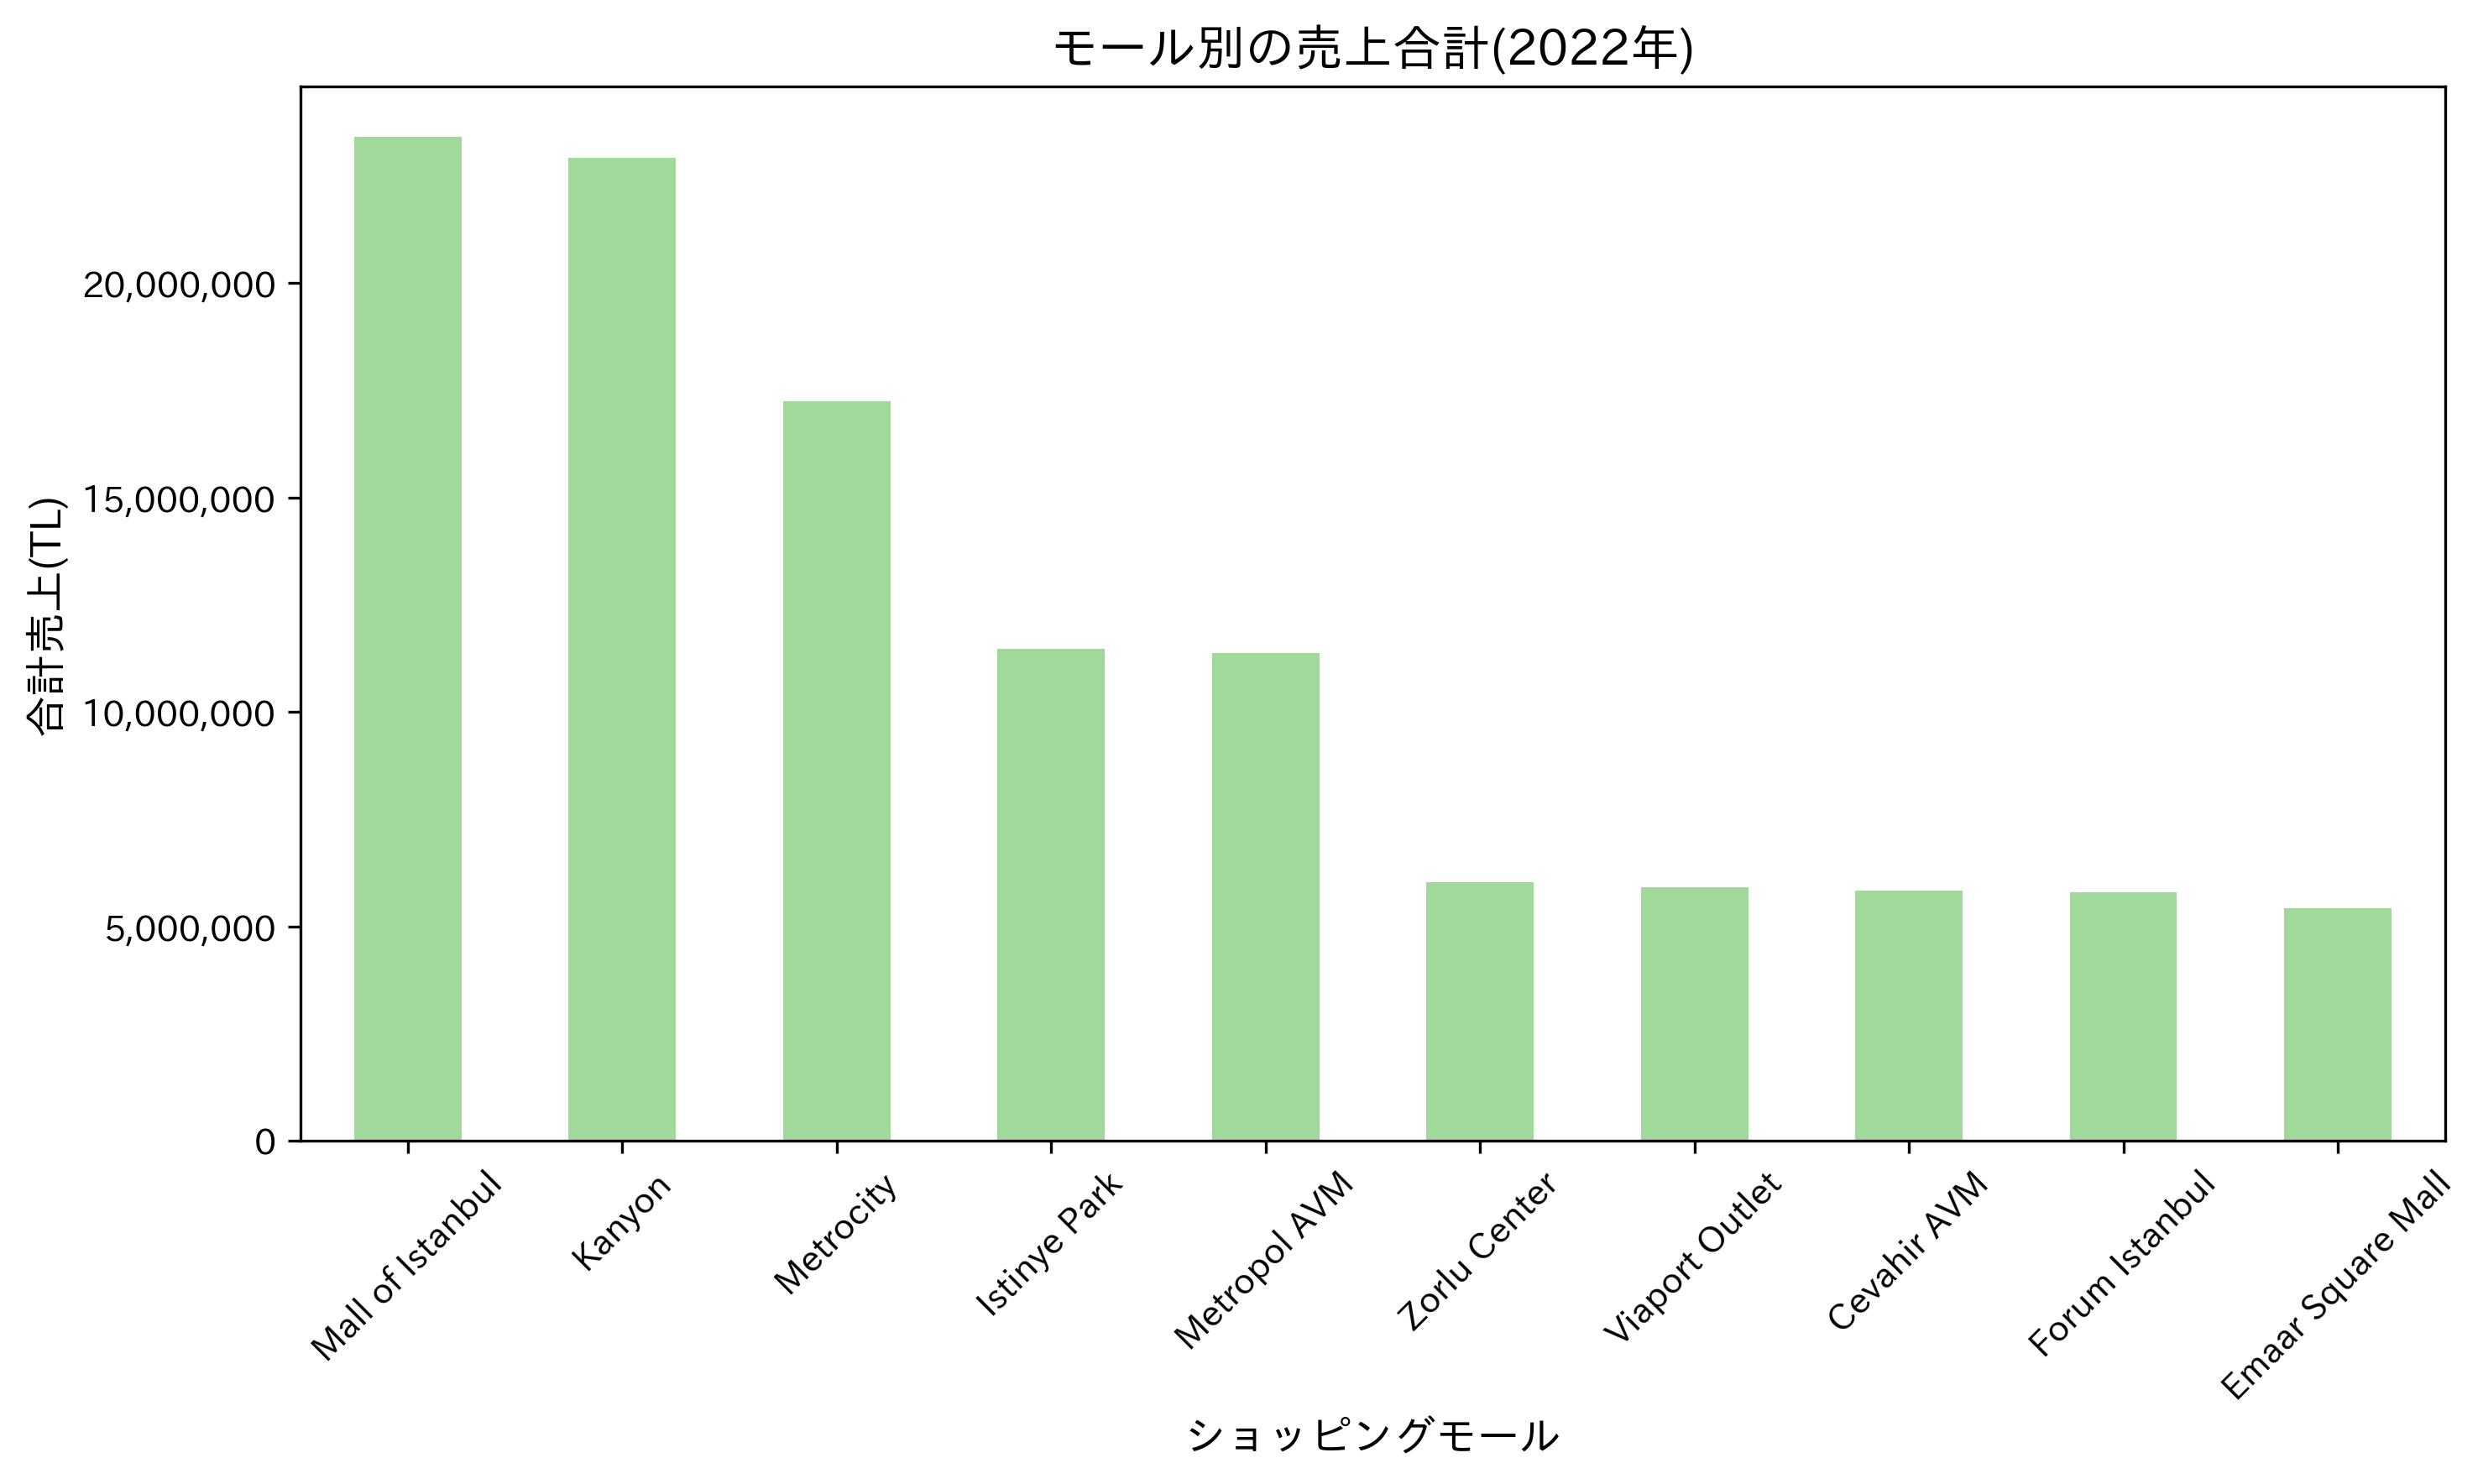 モール別の売上合計(2022年)
合計売上(TL)
20,000,000
15,000,000
10,000,000
5,000,000
0
Mall of Istanbul
Kanyon
Metrocity
Istinye Park
Metropol AVM
Zorlu Center
Viaport Outlet
Cevahir AVM
Forum Istanbul
Emaar Square Mall
ショッピングモール